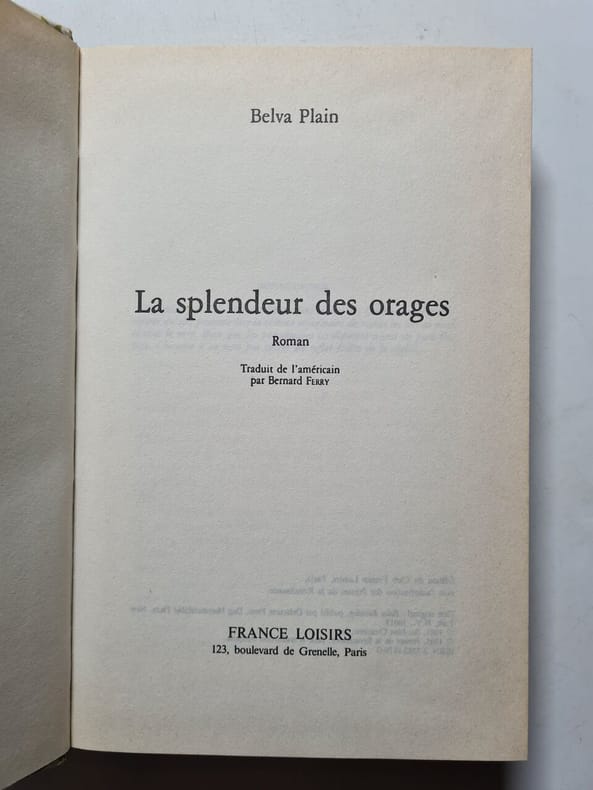 Belva Plain
La splendeur des orages
Roman
Traduit de l'américain
par Bernard FERRY
FRANCE LOISIRS
123, boulevard de Grenelle, Paris